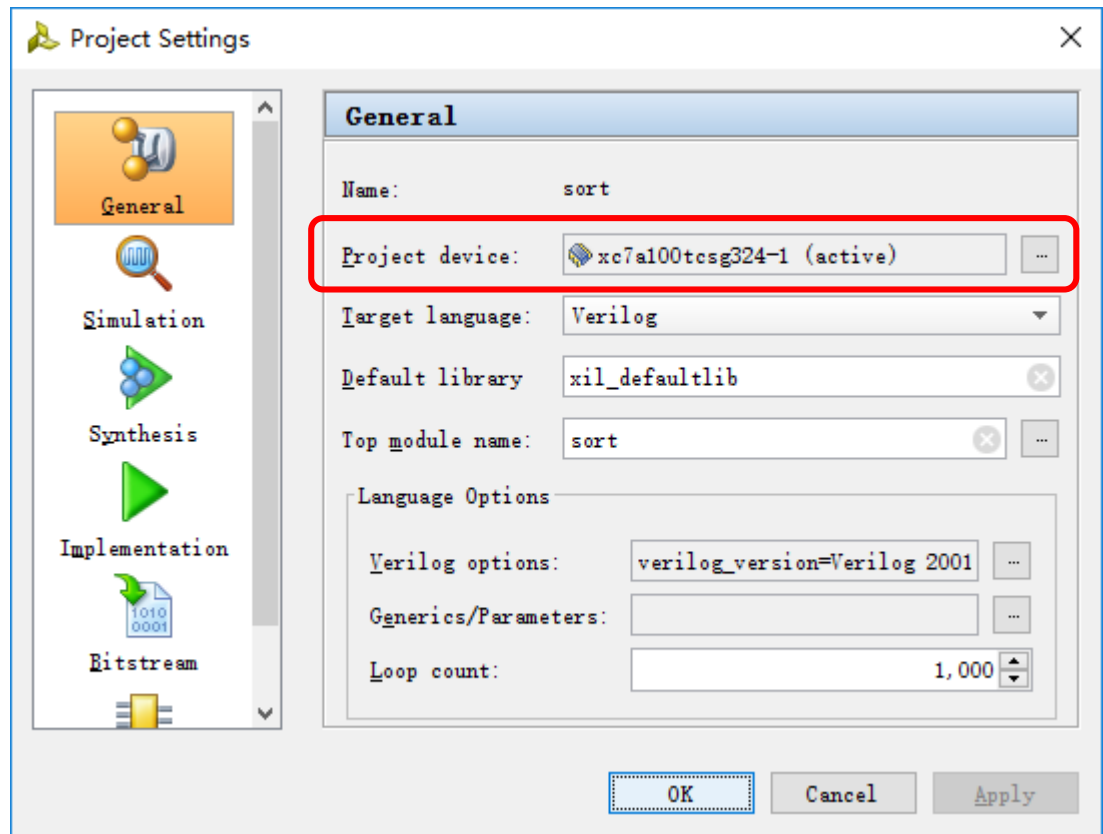 Project Settings
General
Simulation
Synthesis
Implementation
1010
0001
Bitstream
General
Name: sort
Project device: xc7a100tcsg324-1 (active) ...
Target language: Verilog
Default library xil_defaultlib
Top module name: sort ...
Language Options
Verilog options: verilog_version=Verilog 2001 ...
Generics/Parameters: ...
Loop count: 1,000
OK Cancel Apply